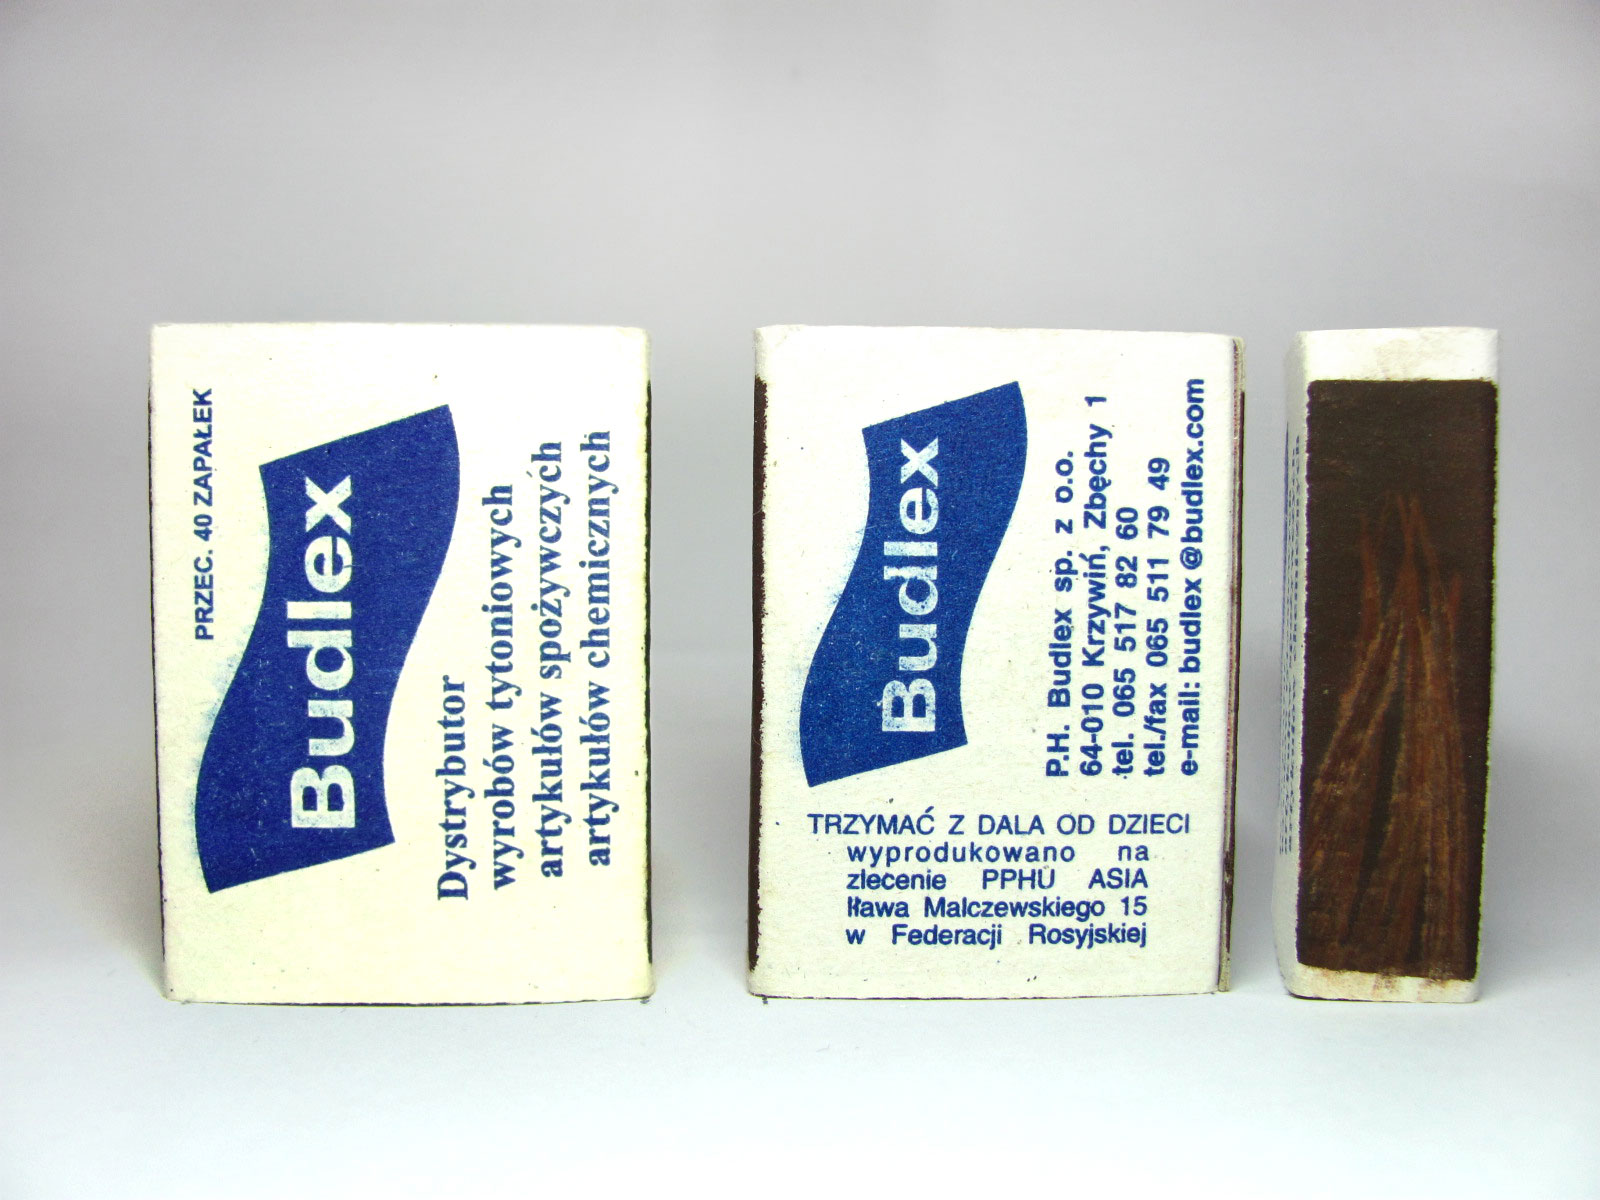 PRZEC. 40 ZAPAŁEK
Budlex
Dystrybutor
wyrobów tytoniowych
artykułów spożywczych
artykułów chemicznych
Budlex
P.H. Budlex sp. z o.o.
64-010 Krzywiń, Zbęchy 1
tel. 065 517 82 60
tel./fax 065 511 79 49
e-mail: budlex @budlex.com
TRZYMAĆ Z DALA OD DZIECI
wyprodukowano na
zlecenie PPHU ASIA
Iława Malczewskiego 15
w Federacji Rosyjskiej